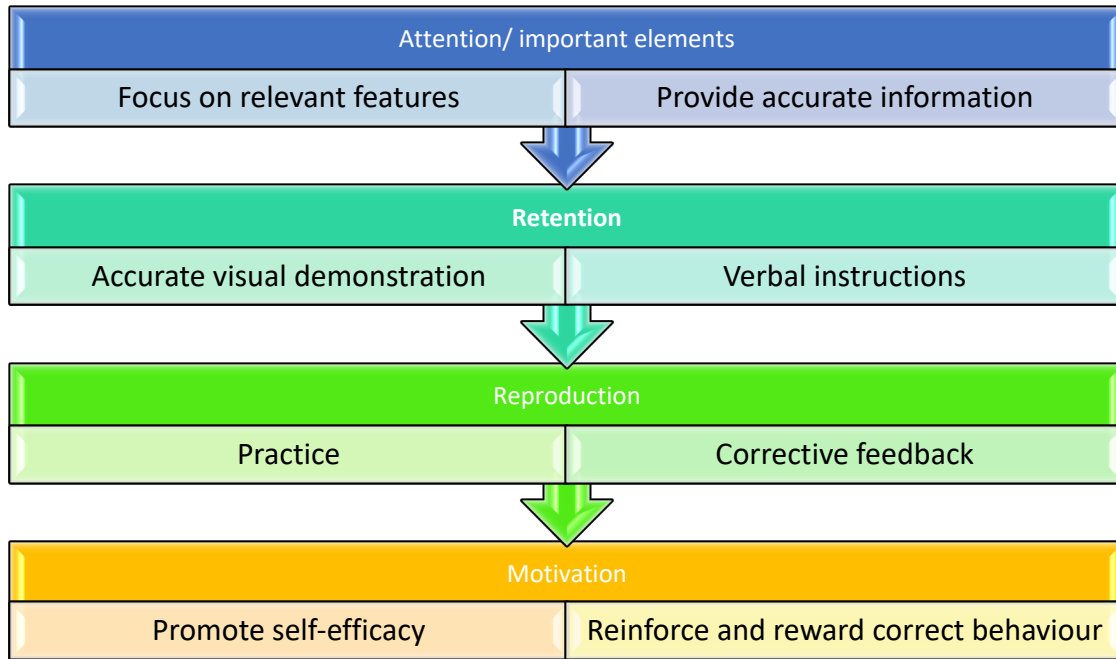 Attention/ important elements
Focus on relevant features
Provide accurate information
Retention
Accurate visual demonstration
Verbal instructions
Reproduction
Practice
Corrective feedback
Motivation
Promote self-efficacy
Reinforce and reward correct behaviour